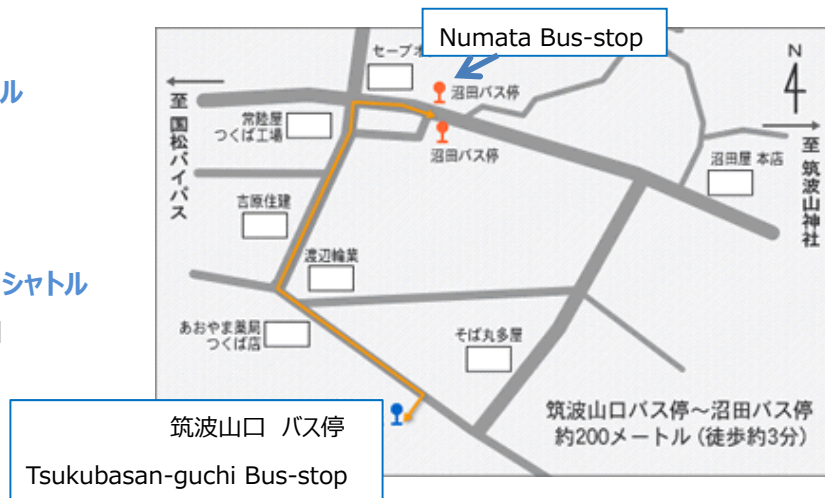 Numata Bus-stop
セーブオ
沼田バス停
N
ル
至 国松バイパス
常陸屋
つくば工場
沼田バス停
沼田屋 本店
至 筑波山神社
吉原住建
渡辺輪業
シャトル
あおやま薬局
つくば店
そば丸多屋
筑波山口バス停～沼田バス停
約200メートル (徒歩約3分)
筑波山口 バス停
Tsukubasan-guchi Bus-stop